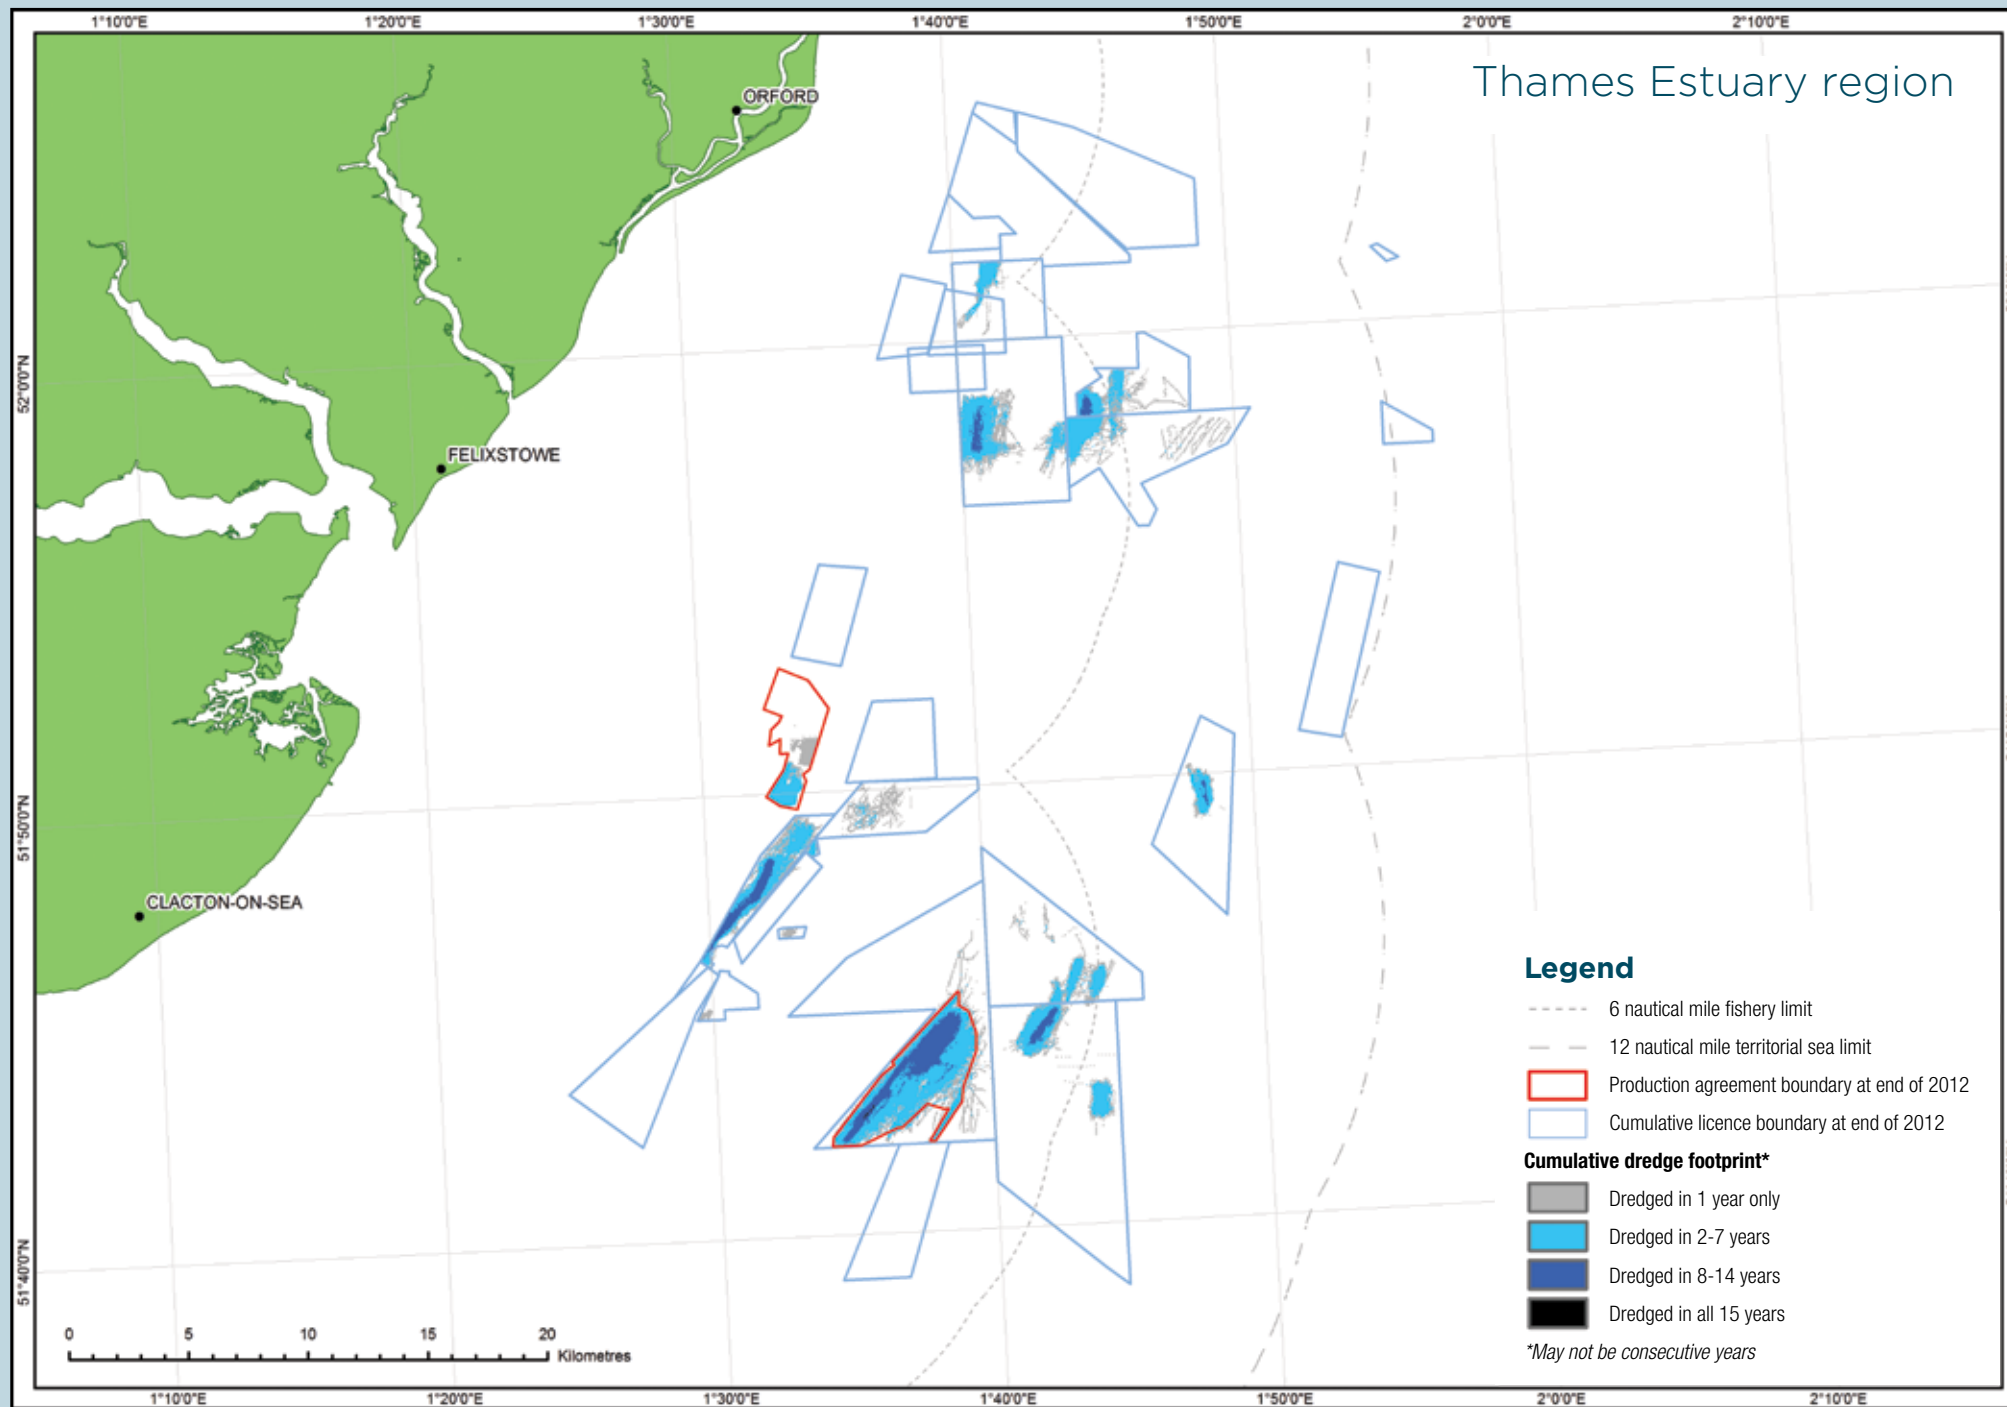 1°10'0"E 1°20'0"E 1°30'0"E 1°40'0"E 1°50'0"E 2°0'0"E 2°10'0"E
Thames Estuary region
ORFORD
52°0'0"N
FELIXSTOWE
51°50'0"N
CLACTON-ON-SEA
51°40'0"N
Legend
6 nautical mile fishery limit
12 nautical mile territorial sea limit
Production agreement boundary at end of 2012
Cumulative licence boundary at end of 2012
Cumulative dredge footprint*
Dredged in 1 year only
Dredged in 2-7 years
Dredged in 8-14 years
Dredged in all 15 years
*May not be consecutive years
0 5 10 15 20
Kilometres
1°10'0"E 1°20'0"E 1°30'0"E 1°40'0"E 1°50'0"E 2°0'0"E 2°10'0"E